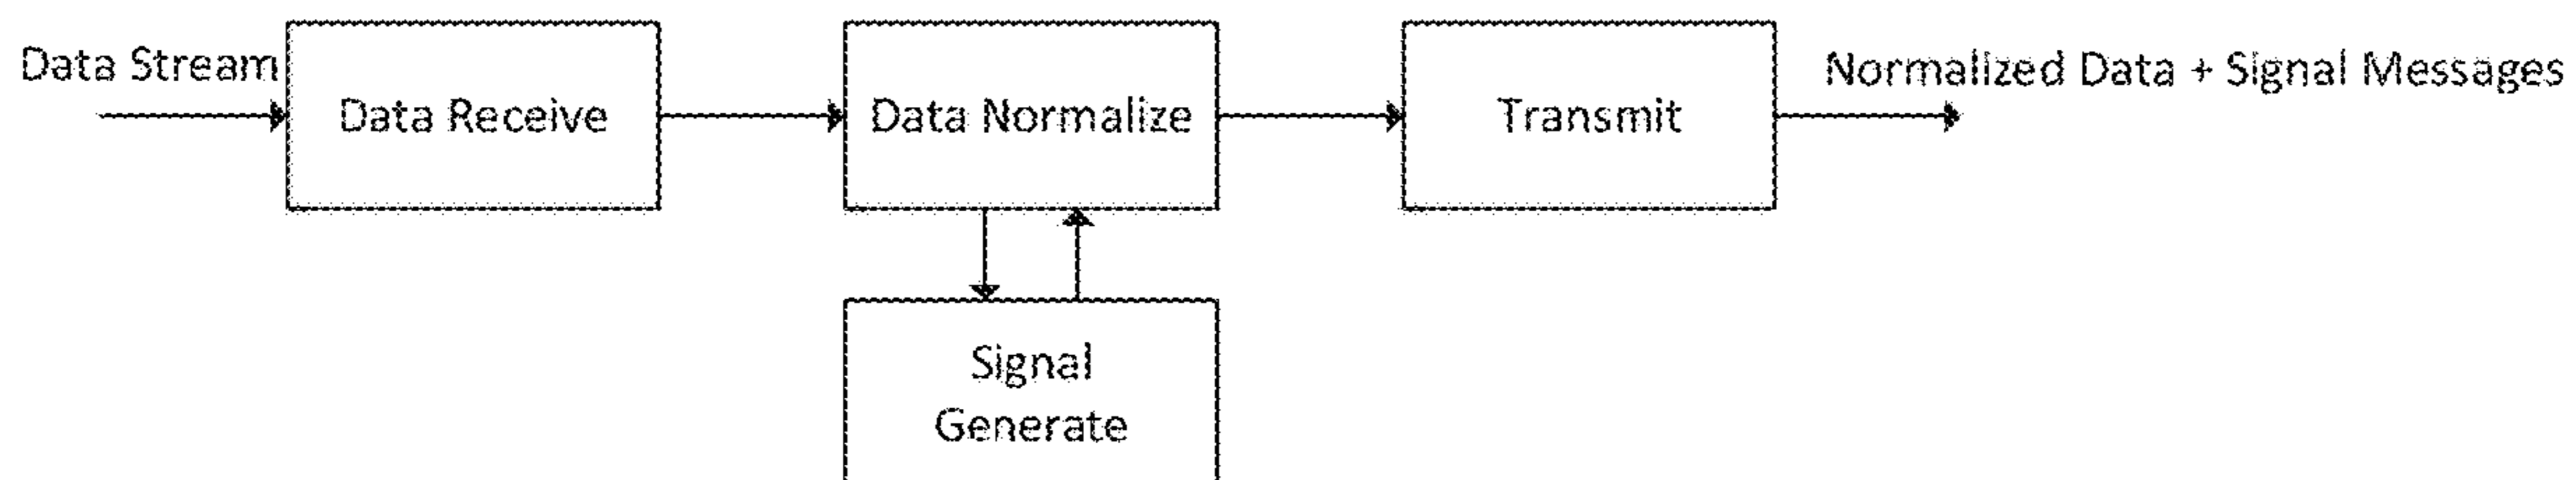 Data Stream
Data Receive
Data Normalize
Transmit
Normalized Data + Signal Messages
Signal
Generate